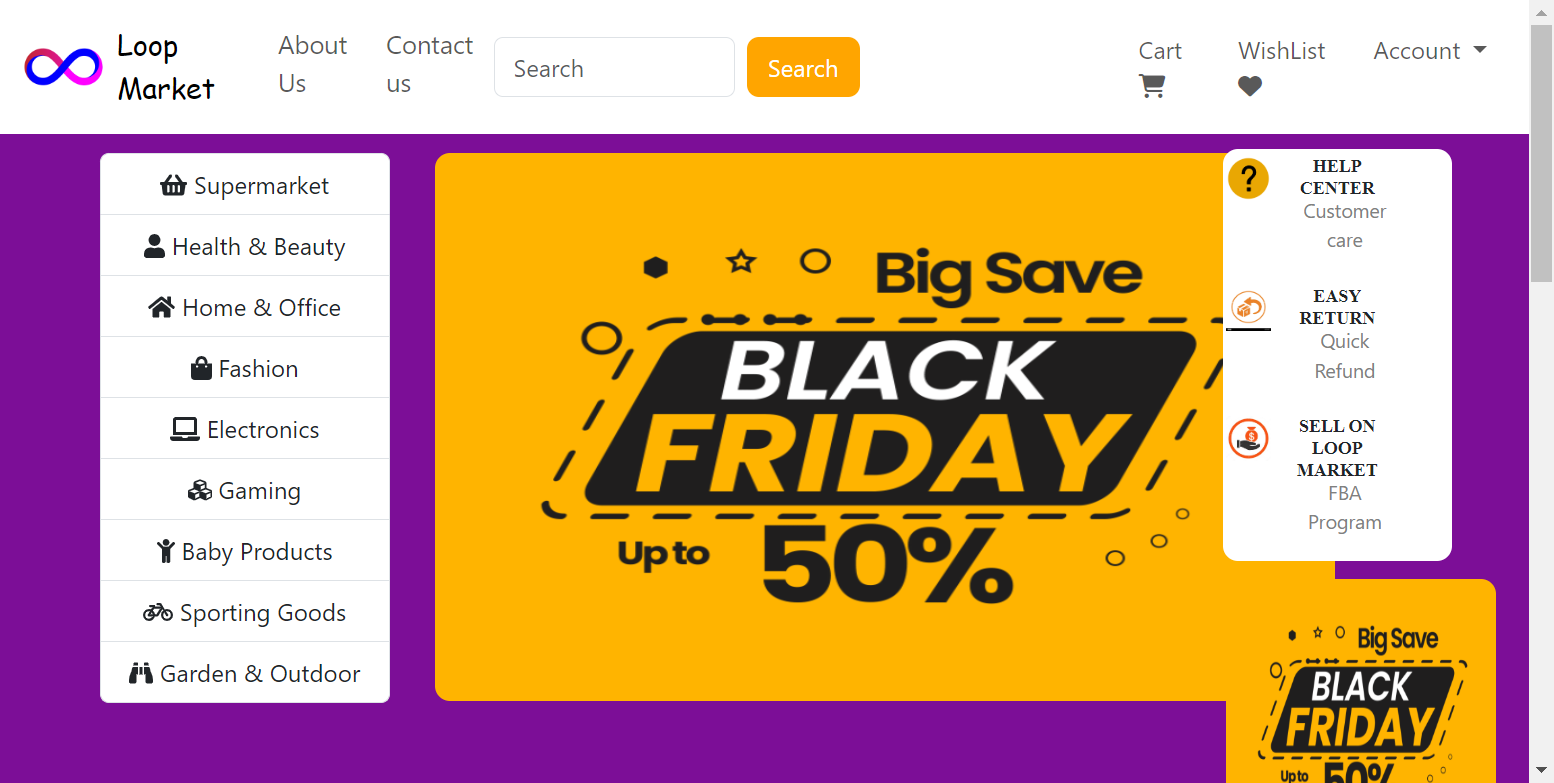 Loop
Market
About
Us
Contact
us
Search
Search
Cart
WishList
Account
Supermarket
Health & Beauty
Home & Office
Fashion
Electronics
Gaming
Baby Products
Sporting Goods
Garden & Outdoor
Big Save
BLACK
FRIDAY
Up to 50%
?
HELP
CENTER
Customer
care
EASY
RETURN
Quick
Refund
$
SELL ON
LOOP
MARKET
FBA
Program
Big Save
BLACK
FRIDAY
Up to 50%